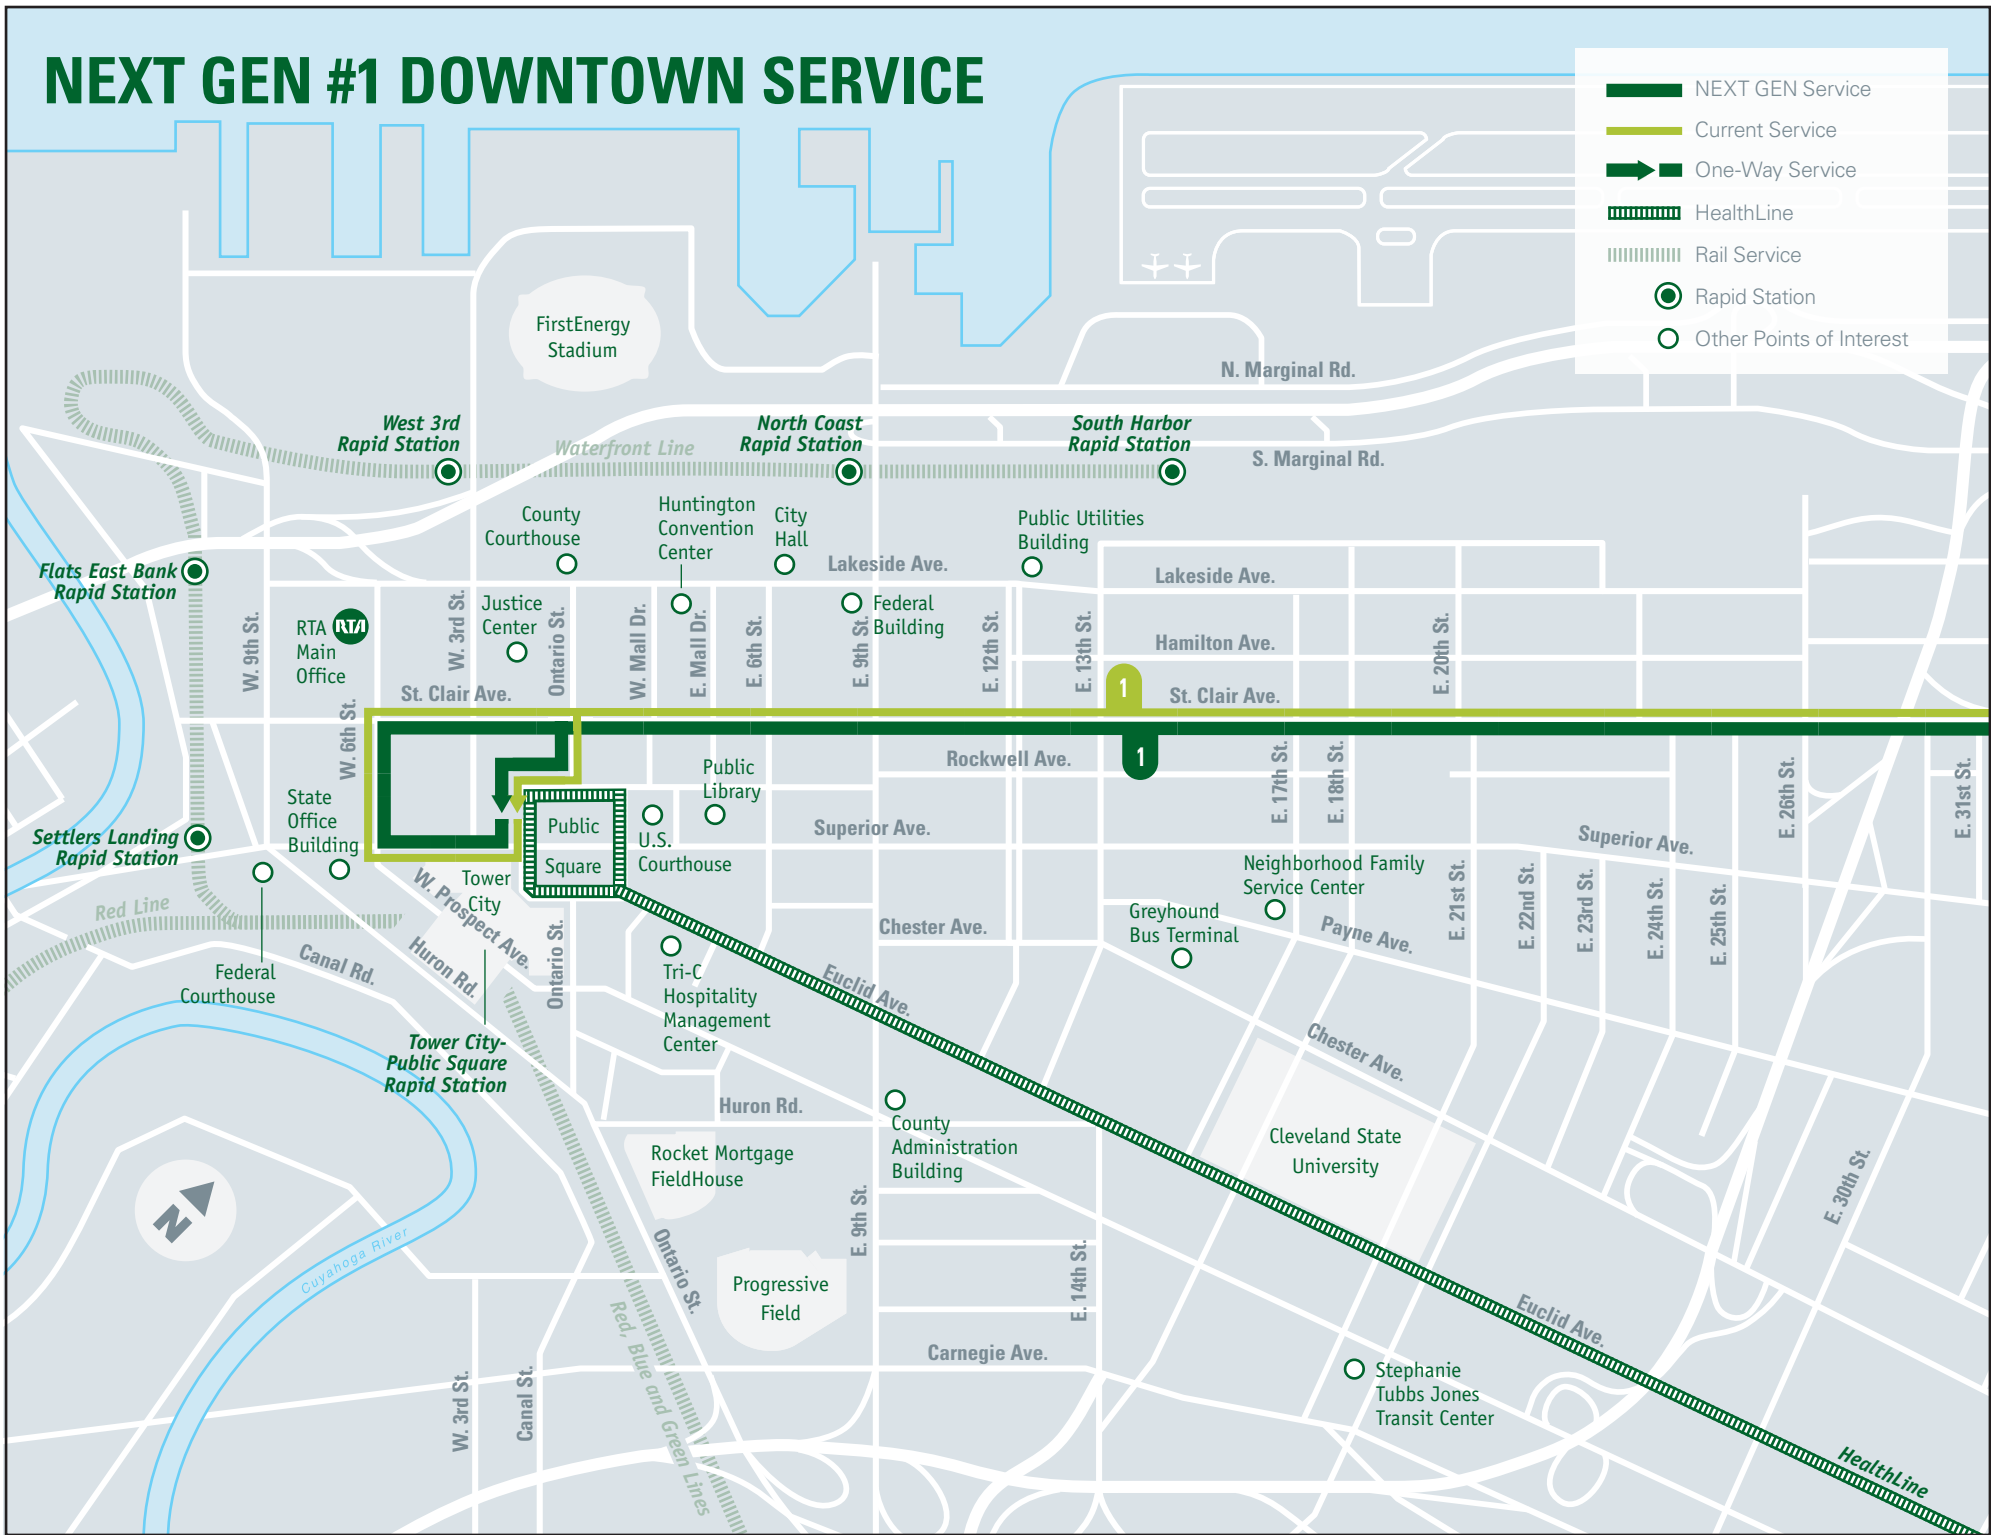 NEXT GEN #1 DOWNTOWN SERVICE
NEXT GEN Service
Current Service
One-Way Service
HealthLine
Rail Service
Rapid Station
Other Points of Interest
FirstEnergy
Stadium
N. Marginal Rd.
West 3rd
Rapid Station
Waterfront Line
North Coast
Rapid Station
South Harbor
Rapid Station
S. Marginal Rd.
County
Courthouse
Huntington
Convention
Center
City
Hall
Public Utilities
Building
Lakeside Ave.
Lakeside Ave.
Flats East Bank
Rapid Station
RTA
Main
Office
RTA
W. 9th St.
W. 3rd St.
Justice
Center
Ontario St.
W. Mall Dr.
E. Mall Dr.
E. 6th St.
E. 9th St.
Federal
Building
E. 12th St.
E. 13th St.
Hamilton Ave.
E. 20th St.
St. Clair Ave.
1
St. Clair Ave.
W. 6th St.
1
Rockwell Ave.
E. 17th St.
E. 18th St.
E. 26th St.
E. 31st St.
Public
Library
State
Office
Building
Public
Square
U.S.
Courthouse
Superior Ave.
Superior Ave.
Settlers Landing
Rapid Station
Tower
City
W. Prospect Ave.
Neighborhood Family
Service Center
E. 21st St.
E. 22nd St.
E. 23rd St.
E. 24th St.
E. 25th St.
Red Line
Canal Rd.
Huron Rd.
Ontario St.
Chester Ave.
Greyhound
Bus Terminal
Payne Ave.
Federal
Courthouse
Tri-C
Hospitality
Management
Center
Euclid Ave.
Tower City-
Public Square
Rapid Station
Chester Ave.
Huron Rd.
County
Administration
Building
Rocket Mortgage
FieldHouse
Cleveland State
University
E. 30th St.
N
Cuyahoga River
Ontario St.
E. 9th St.
E. 14th St.
Progressive
Field
Red, Blue and Green Lines
Euclid Ave.
Carnegie Ave.
W. 3rd St.
Canal St.
Stephanie
Tubbs Jones
Transit Center
HealthLine